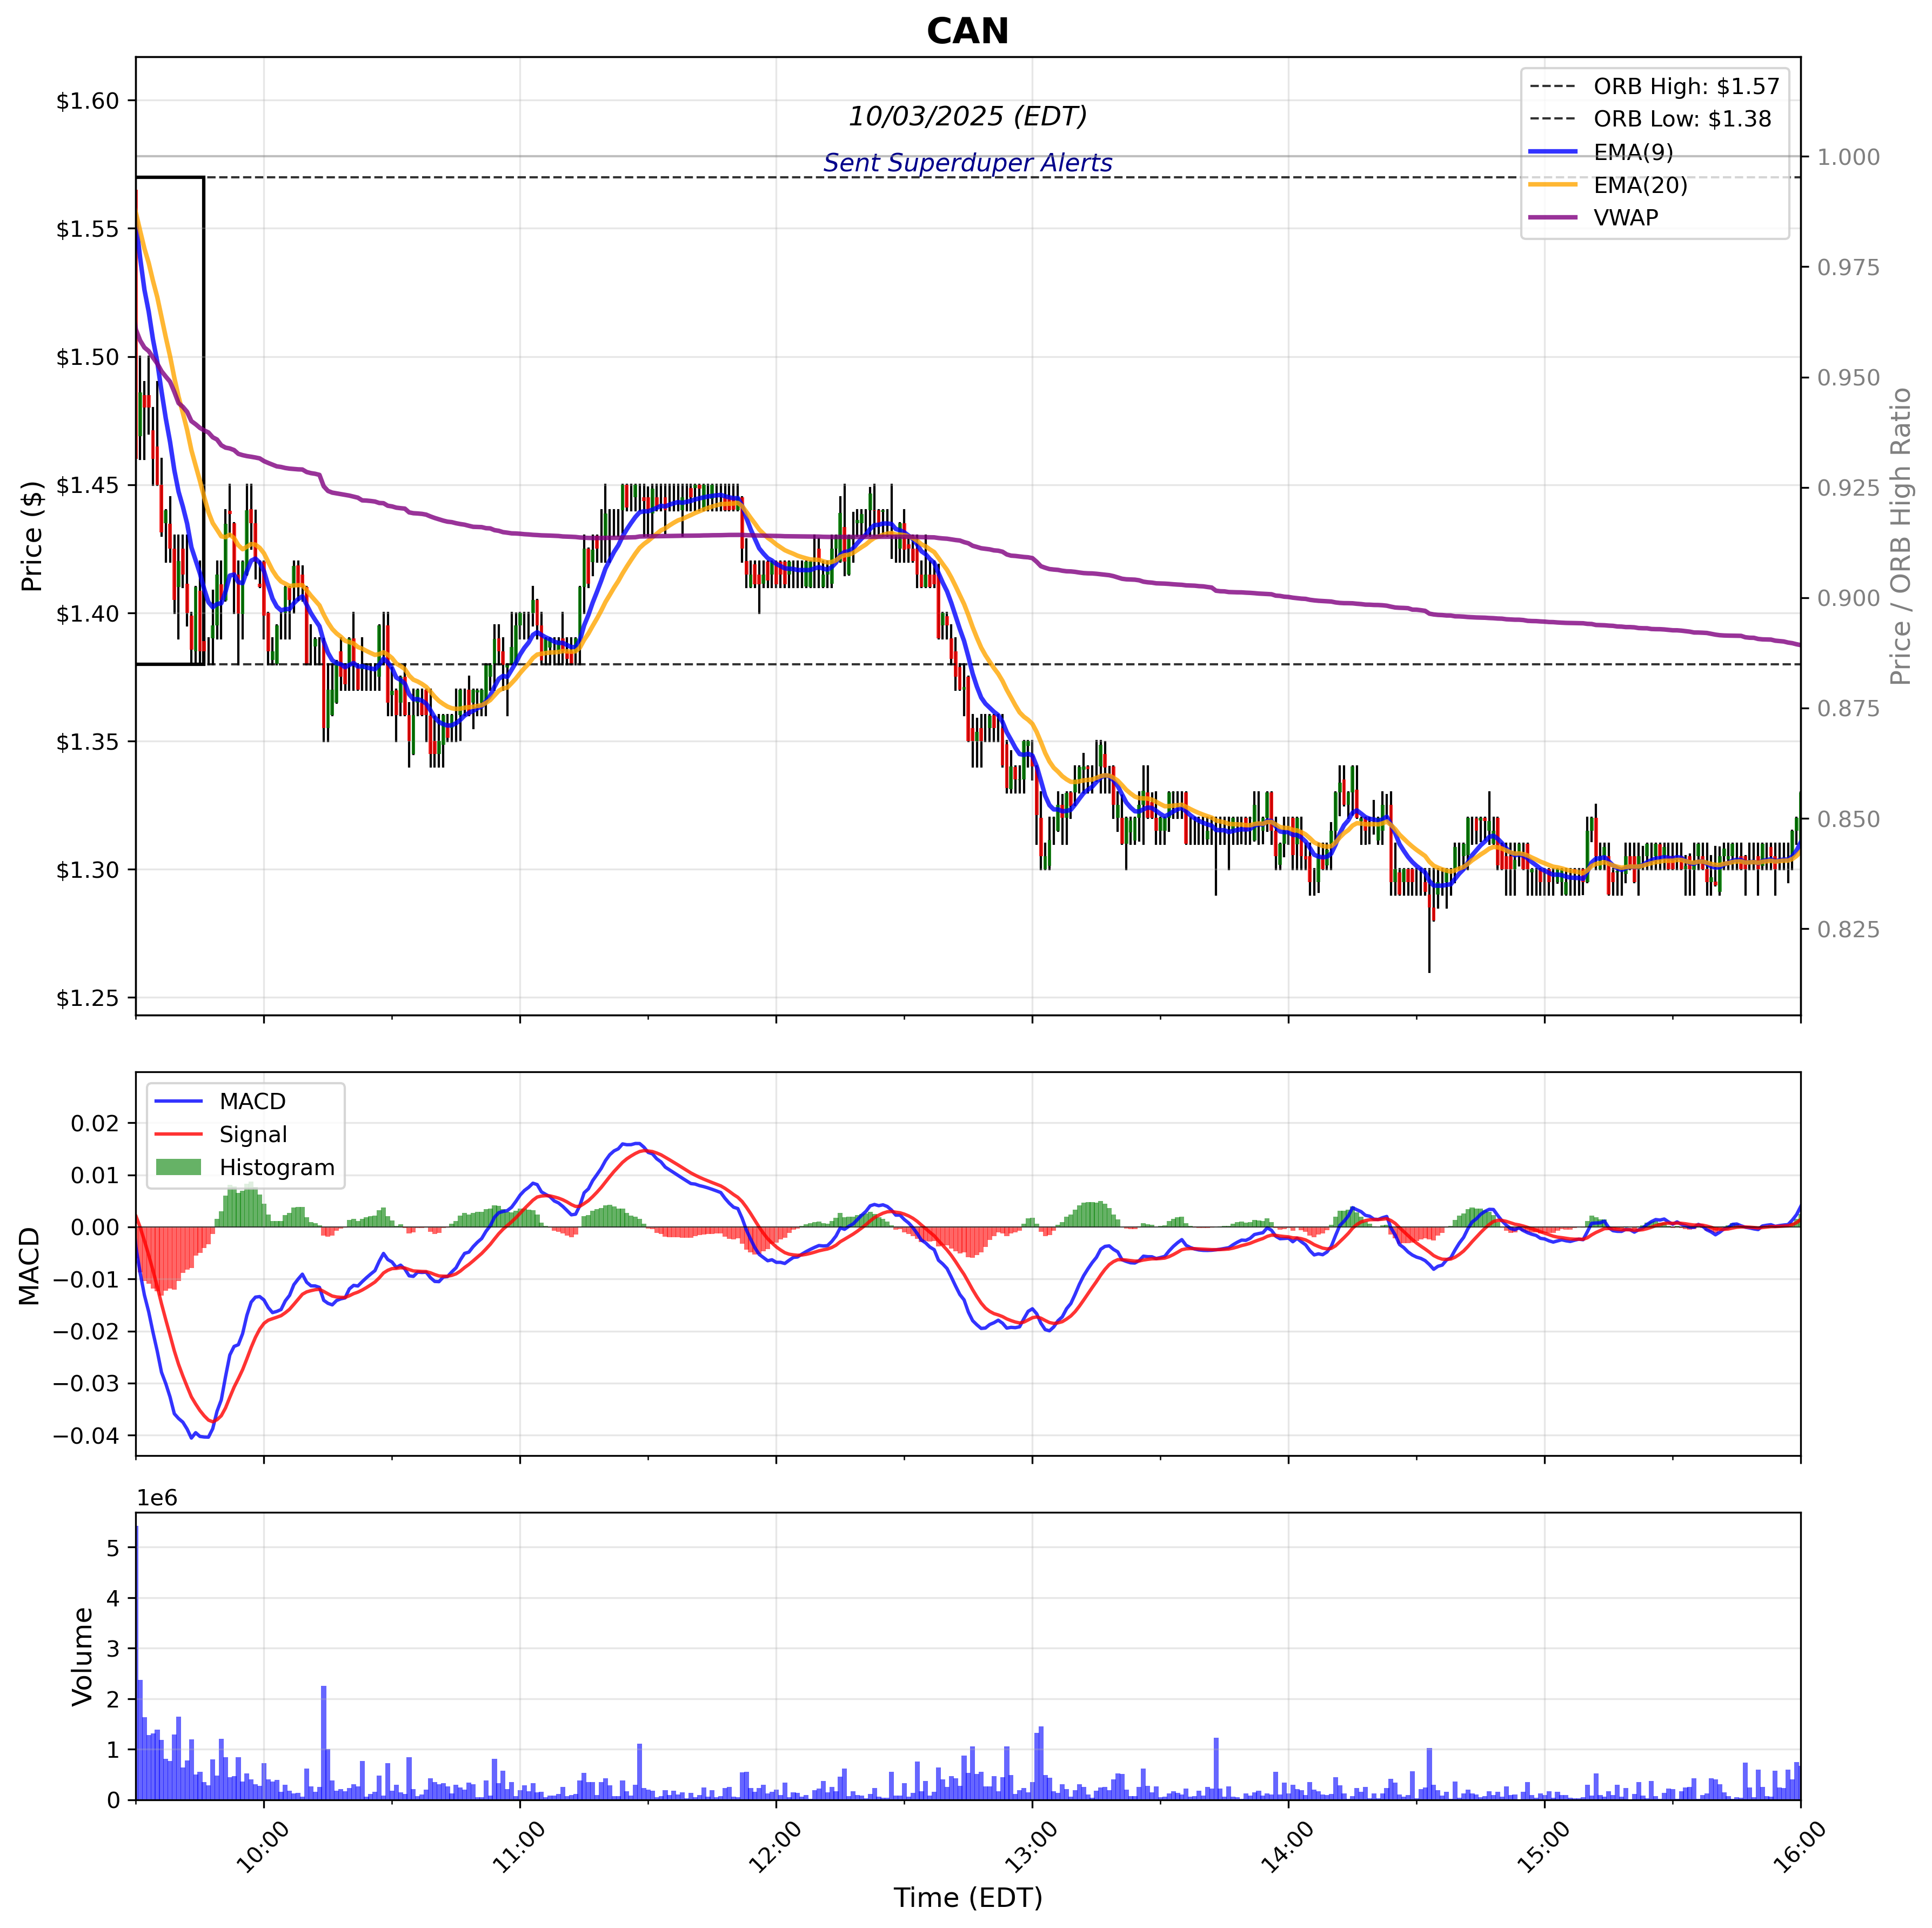 CAN
10/03/2025 (EDT)
Sent Superduper Alerts
ORB High: $1.57
ORB Low: $1.38
EMA(9)
EMA(20)
VWAP
Price ($)
$1.60
$1.55
$1.50
$1.45
$1.40
$1.35
$1.30
$1.25
Price / ORB High Ratio
1.000
0.975
0.950
0.925
0.900
0.875
0.850
0.825
MACD
Signal
Histogram
MACD
0.02
0.01
0.00
−0.01
−0.02
−0.03
−0.04
1e6
Volume
5
4
3
2
1
0
10:00
11:00
12:00
13:00
14:00
15:00
16:00
Time (EDT)